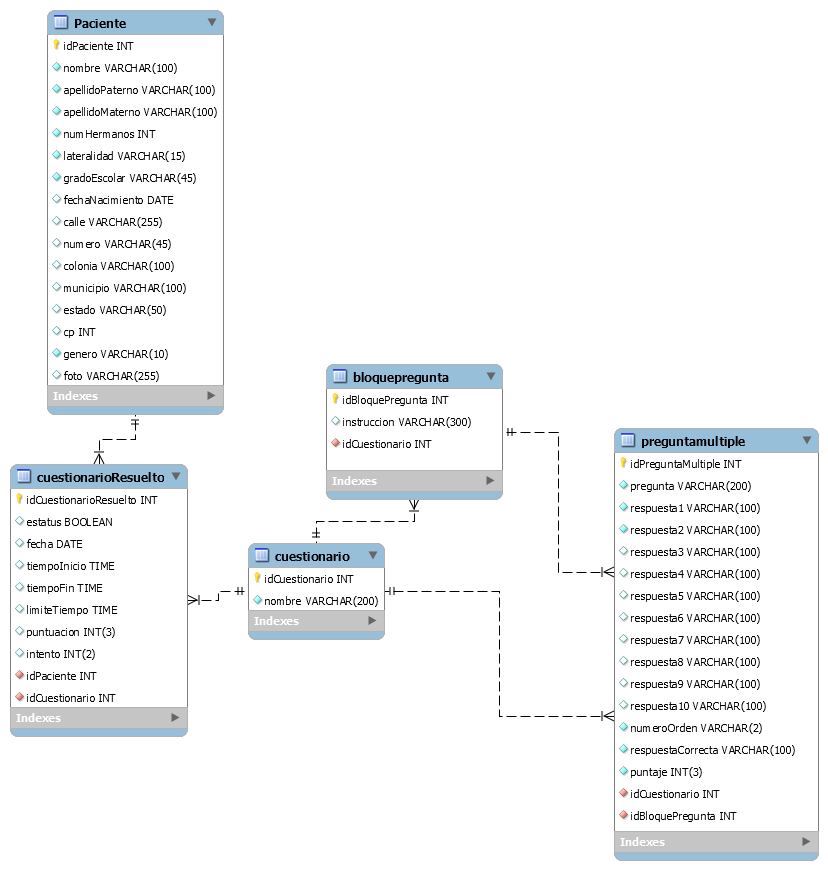 Paciente
idPaciente INT
nombre VARCHAR(100)
apellidoPaterno VARCHAR(100)
apellidoMaterno VARCHAR(100)
numHermanos INT
lateralidad VARCHAR(15)
gradoEscolar VARCHAR(45)
fechaNacimiento DATE
calle VARCHAR(255)
numero VARCHAR(45)
colonia VARCHAR(100)
municipio VARCHAR(100)
estado VARCHAR(50)
cp INT
genero VARCHAR(10)
foto VARCHAR(255)
Indexes
cuestionarioResuelto
idCuestionarioResuelto INT
estatus BOOLEAN
fecha DATE
tiempoInicio TIME
tiempoFin TIME
limiteTiempo TIME
puntuacion INT(3)
intento INT(2)
idPaciente INT
idCuestionario INT
Indexes
bloquepregunta
idBloquePregunta INT
instruccion VARCHAR(300)
idCuestionario INT
Indexes
cuestionario
idCuestionario INT
nombre VARCHAR(200)
Indexes
preguntamultiple
idPreguntaMultiple INT
pregunta VARCHAR(200)
respuesta1 VARCHAR(100)
respuesta2 VARCHAR(100)
respuesta3 VARCHAR(100)
respuesta4 VARCHAR(100)
respuesta5 VARCHAR(100)
respuesta6 VARCHAR(100)
respuesta7 VARCHAR(100)
respuesta8 VARCHAR(100)
respuesta9 VARCHAR(100)
respuesta10 VARCHAR(100)
numeroOrden VARCHAR(2)
respuestaCorrecta VARCHAR(100)
puntaje INT(3)
idCuestionario INT
idBloquePregunta INT
Indexes